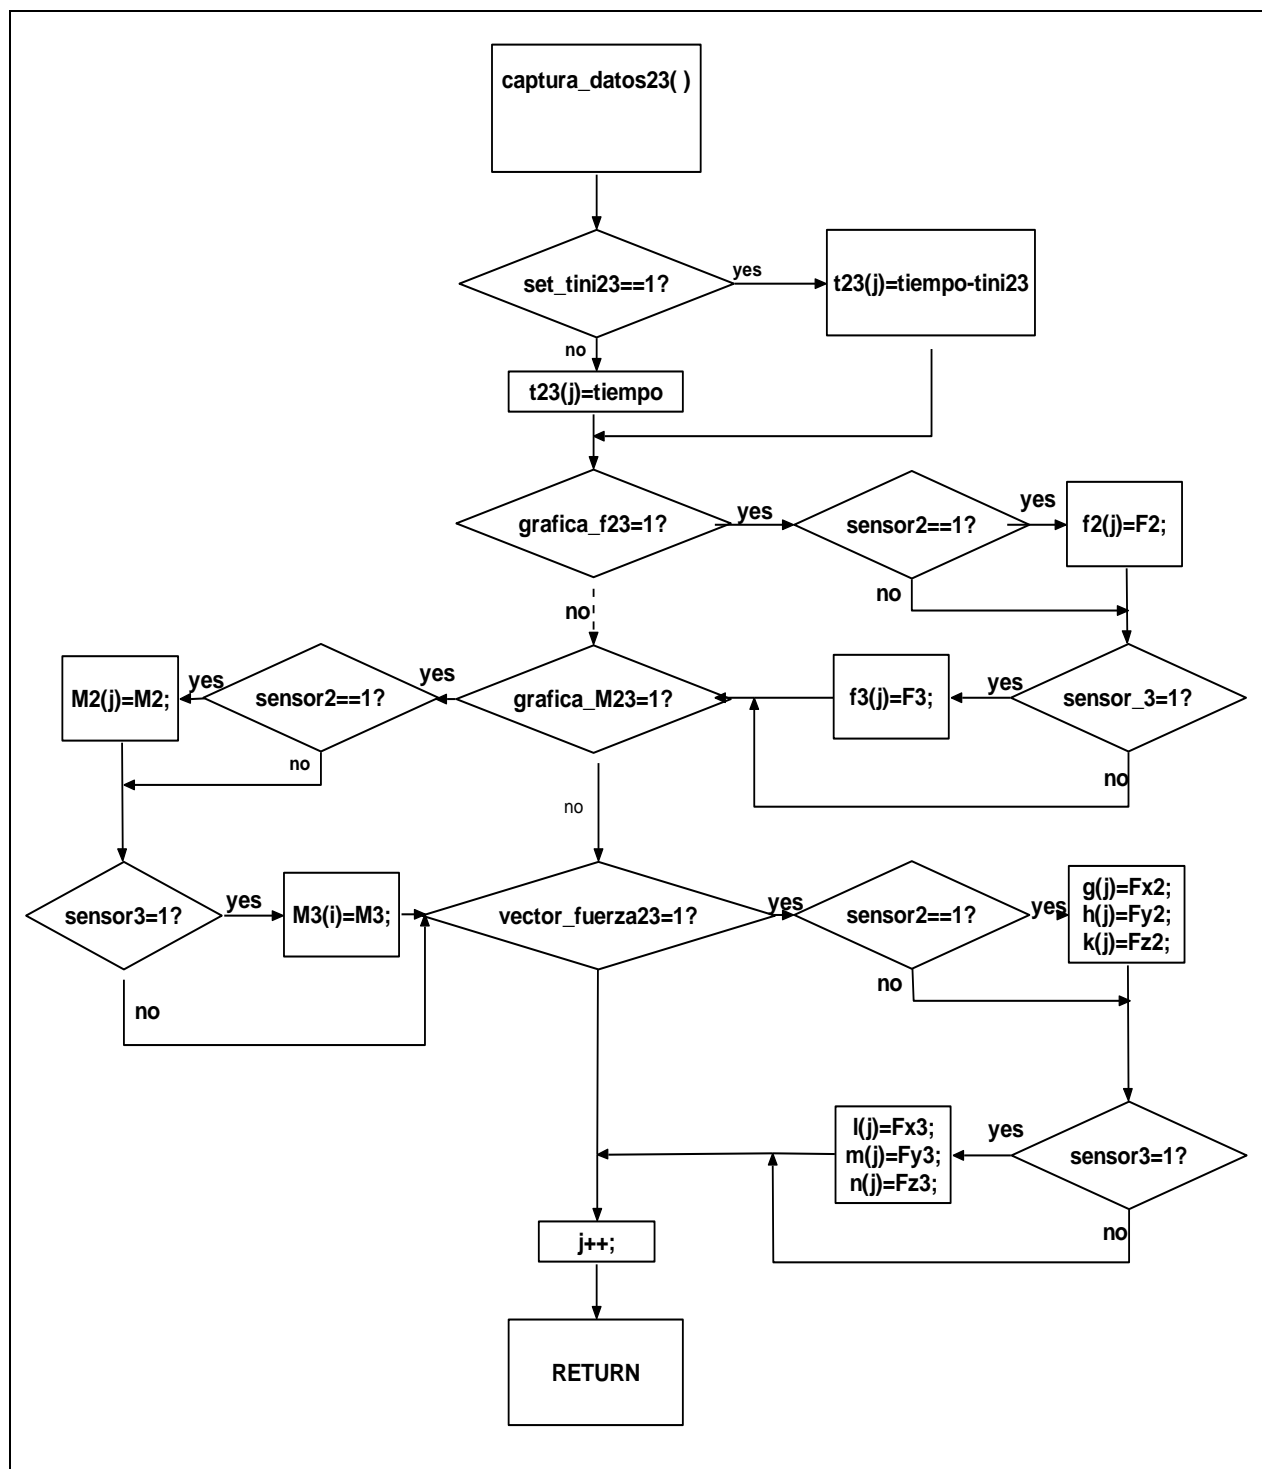 captura_datos23( )
set_tini23==1?
yes
t23(j)=tiempo-tini23
no
t23(j)=tiempo
grafica_f23=1?
yes
sensor2==1?
yes
f2(j)=F2;
no
no
M2(j)=M2;
yes
sensor2==1?
yes
grafica_M23=1?
f3(j)=F3;
yes
sensor_3=1?
no
no
no
sensor3=1?
yes
M3(i)=M3;
vector_fuerza23=1?
yes
sensor2==1?
yes
g(j)=Fx2;
h(j)=Fy2;
k(j)=Fz2;
no
no
l(j)=Fx3;
m(j)=Fy3;
n(j)=Fz3;
yes
sensor3=1?
no
j++;
RETURN